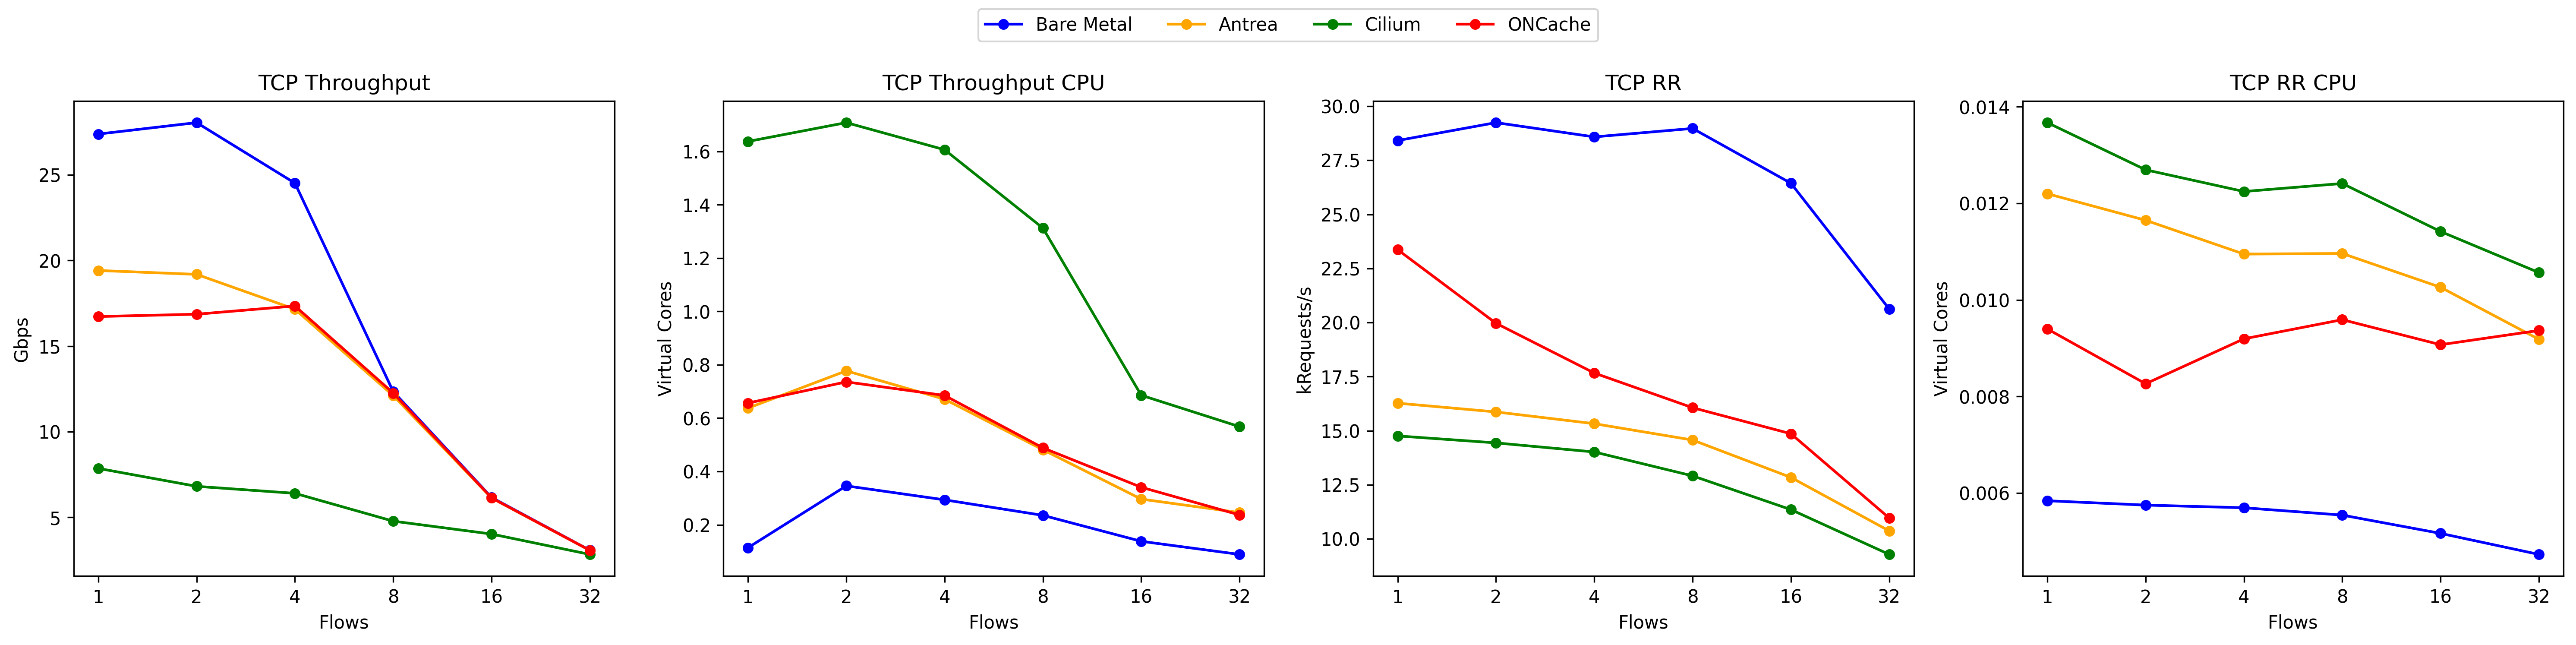 Bare Metal Antrea Cilium ONCache
TCP Throughput
Gbps
25
20
15
10
5
1 2 4 8 16 32
Flows
TCP Throughput CPU
Virtual Cores
1.6
1.4
1.2
1.0
0.8
0.6
0.4
0.2
1 2 4 8 16 32
Flows
TCP RR
kRequests/s
30.0
27.5
25.0
22.5
20.0
17.5
15.0
12.5
10.0
1 2 4 8 16 32
Flows
TCP RR CPU
Virtual Cores
0.014
0.012
0.010
0.008
0.006
1 2 4 8 16 32
Flows